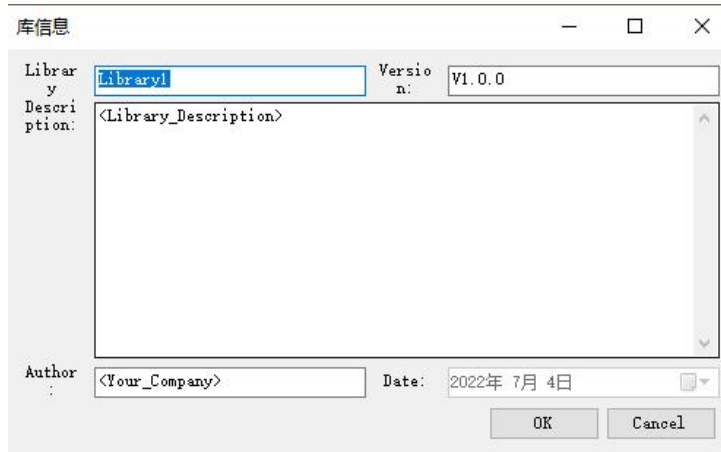 库信息
Librar
y
Library1
Versio
n:
V1.0.0
Descri
ption:
<Library_Description>
Author
:
<Your_Company>
Date:
2022年 7月 4日
OK
Cancel